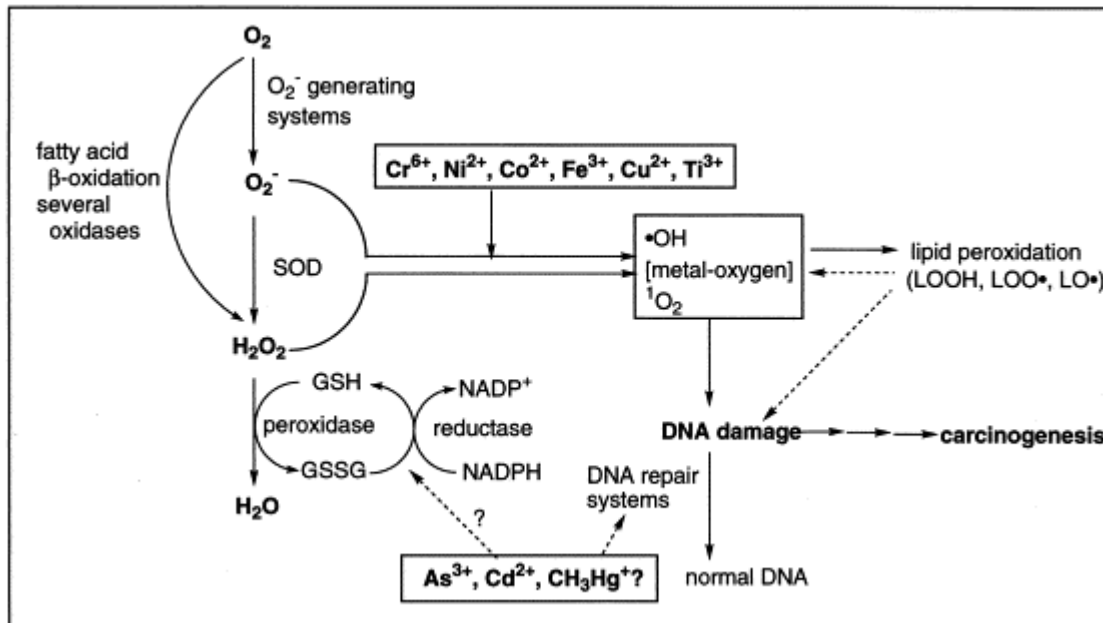 O₂
O₂⁻ generating
systems
fatty acid
β-oxidation
several
oxidases
Cr⁶⁺, Ni²⁺, Co²⁺, Fe³⁺, Cu²⁺, Ti³⁺
O₂⁻
SOD
•OH
[metal-oxygen]
¹O₂
lipid peroxidation
(LOOH, LOO•, LO•)
H₂O₂
GSH
NADP⁺
peroxidase
reductase
GSSG
NADPH
H₂O
DNA damage
carcinogenesis
DNA repair
systems
?
As³⁺, Cd²⁺, CH₃Hg⁺?
normal DNA